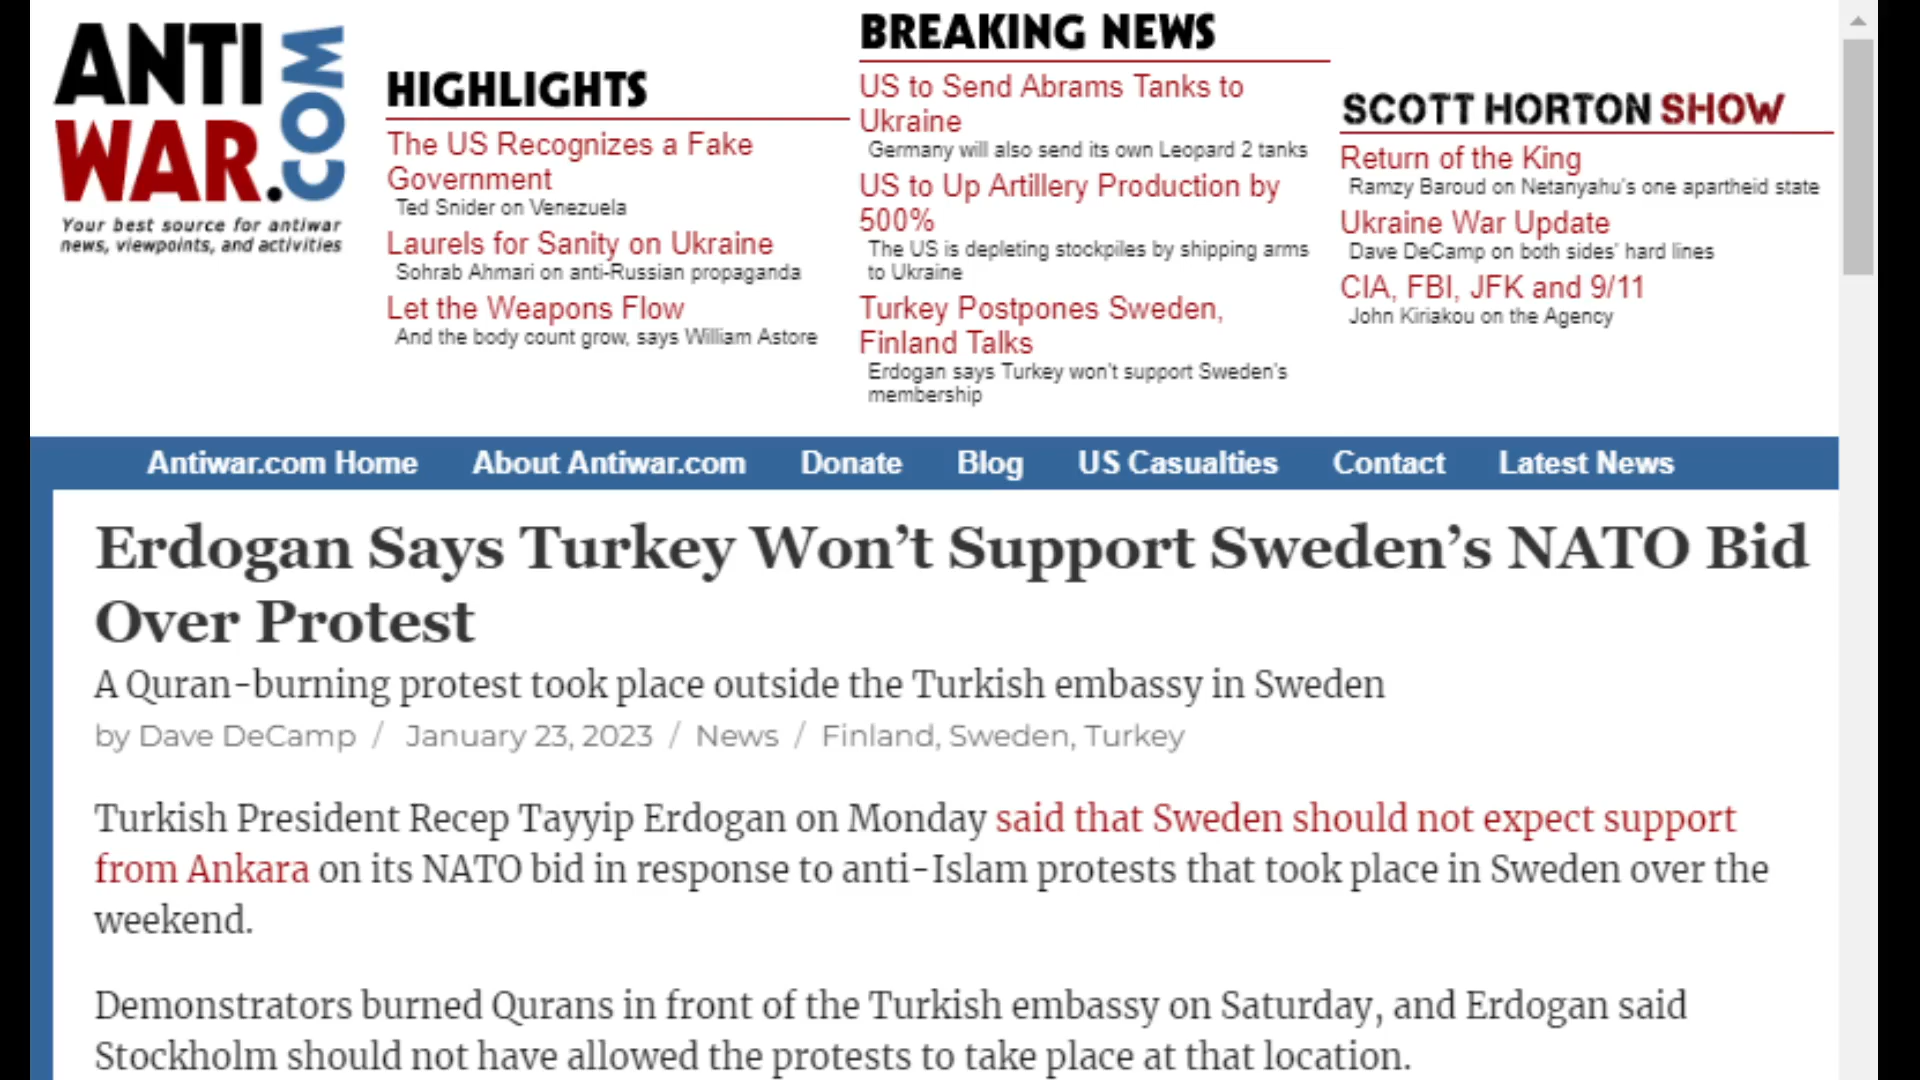 ANTI
WAR.COM
Your best source for antiwar
news, viewpoints, and activities
HIGHLIGHTS
The US Recognizes a Fake
Government
Ted Snider on Venezuela
Laurels for Sanity on Ukraine
Sohrab Ahmari on anti-Russian propaganda
Let the Weapons Flow
And the body count grow, says William Astore
BREAKING NEWS
US to Send Abrams Tanks to
Ukraine
Germany will also send its own Leopard 2 tanks
US to Up Artillery Production by
500%
The US is depleting stockpiles by shipping arms
to Ukraine
Turkey Postpones Sweden,
Finland Talks
Erdogan says Turkey won't support Sweden's
membership
SCOTT HORTON SHOW
Return of the King
Ramzy Baroud on Netanyahu's one apartheid state
Ukraine War Update
Dave DeCamp on both sides' hard lines
CIA, FBI, JFK and 9/11
John Kiriakou on the Agency
Antiwar.com Home About Antiwar.com Donate Blog US Casualties Contact Latest News
Erdogan Says Turkey Won’t Support Sweden’s NATO Bid
Over Protest
A Quran-burning protest took place outside the Turkish embassy in Sweden
by Dave DeCamp / January 23, 2023 / News / Finland, Sweden, Turkey
Turkish President Recep Tayyip Erdogan on Monday said that Sweden should not expect support
from Ankara on its NATO bid in response to anti-Islam protests that took place in Sweden over the
weekend.
Demonstrators burned Qurans in front of the Turkish embassy on Saturday, and Erdogan said
Stockholm should not have allowed the protests to take place at that location.